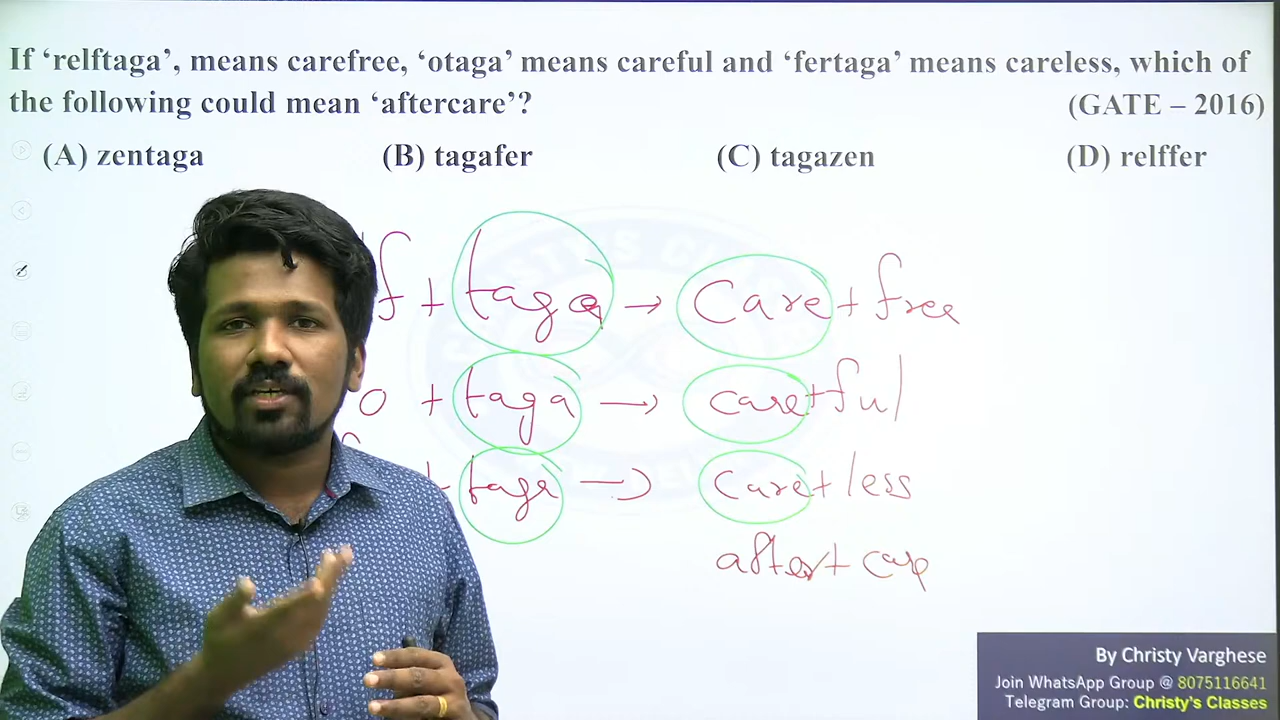 If ‘relftaga’, means carefree, ‘otaga’ means careful and ‘fertaga’ means careless, which of
the following could mean ‘aftercare’? (GATE – 2016)
(A) zentaga (B) tagafer (C) tagazen (D) relffer
f + taga → care + free
o + taga → care+ful
+ taga → care+less
after+ care
By Christy Varghese
Join WhatsApp Group @ 8075116641
Telegram Group: Christy's Classes